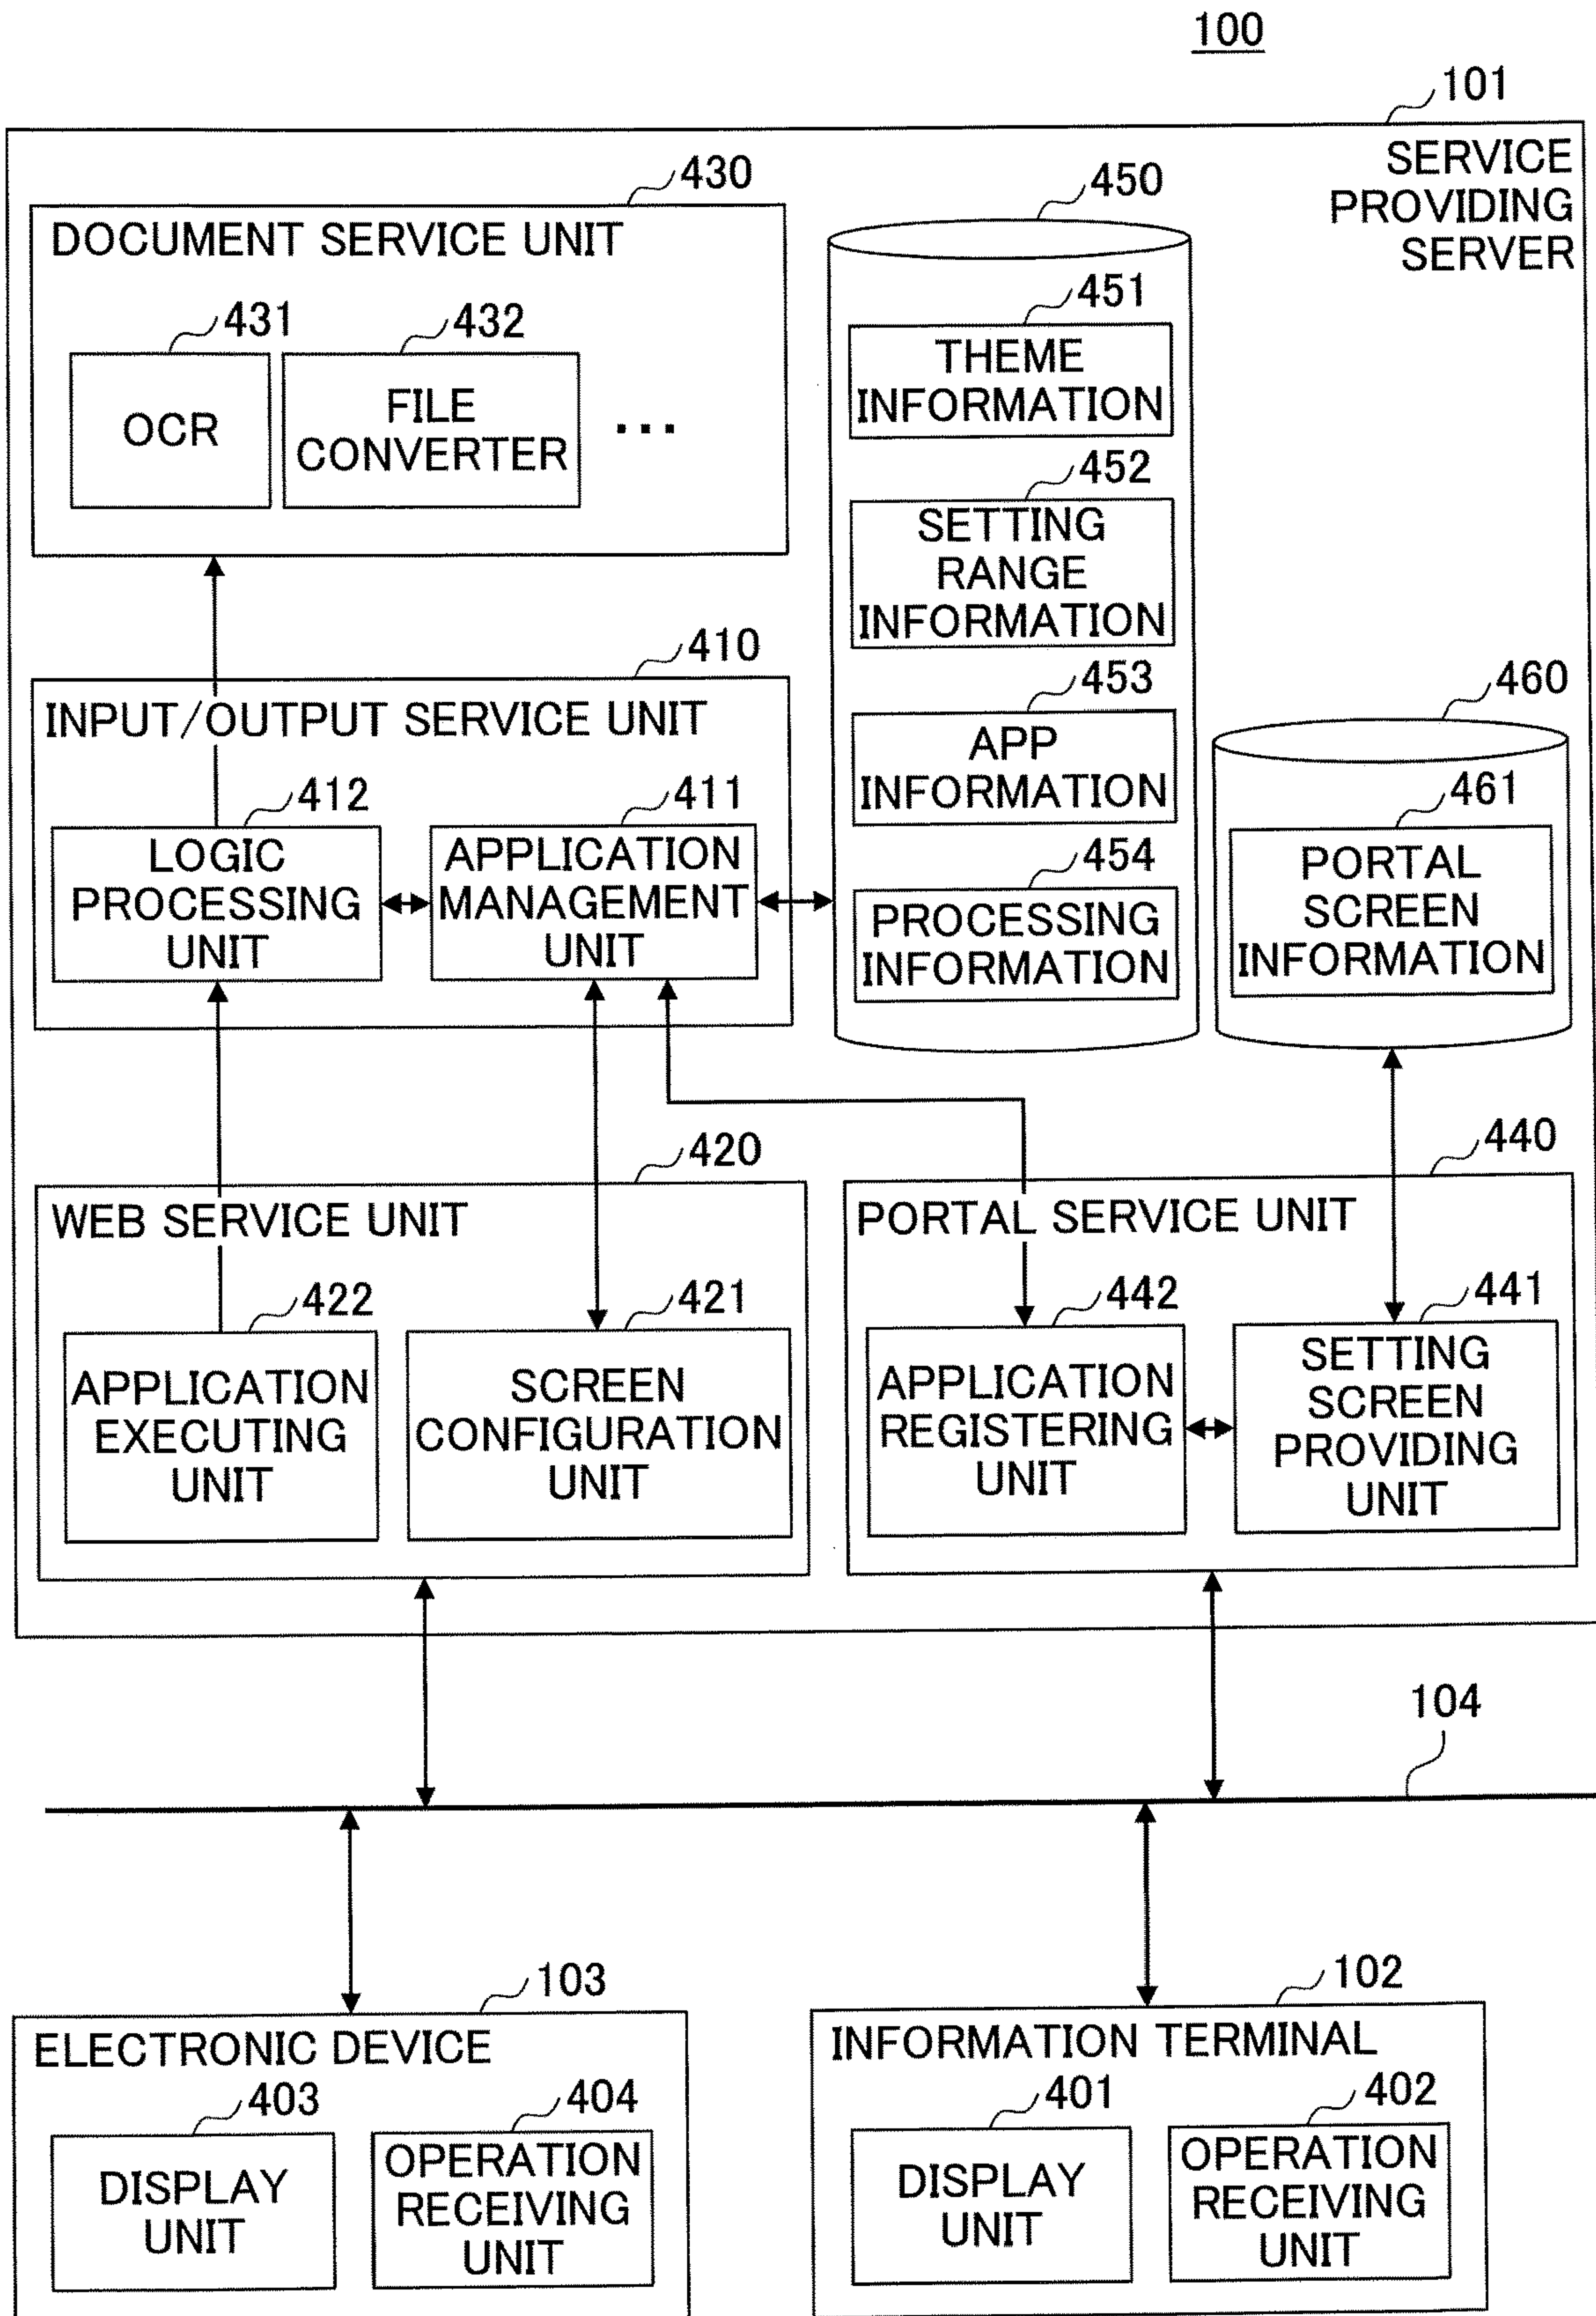 100
101
SERVICE
PROVIDING
SERVER
430
DOCUMENT SERVICE UNIT
431
OCR
432
FILE
CONVERTER
...
450
451
THEME
INFORMATION
452
SETTING
RANGE
INFORMATION
453
APP
INFORMATION
454
PROCESSING
INFORMATION
460
461
PORTAL
SCREEN
INFORMATION
410
INPUT/OUTPUT SERVICE UNIT
412
LOGIC
PROCESSING
UNIT
411
APPLICATION
MANAGEMENT
UNIT
420
WEB SERVICE UNIT
422
APPLICATION
EXECUTING
UNIT
421
SCREEN
CONFIGURATION
UNIT
440
PORTAL SERVICE UNIT
442
APPLICATION
REGISTERING
UNIT
441
SETTING
SCREEN
PROVIDING
UNIT
104
103
ELECTRONIC DEVICE
403
DISPLAY
UNIT
404
OPERATION
RECEIVING
UNIT
102
INFORMATION TERMINAL
401
DISPLAY
UNIT
402
OPERATION
RECEIVING
UNIT